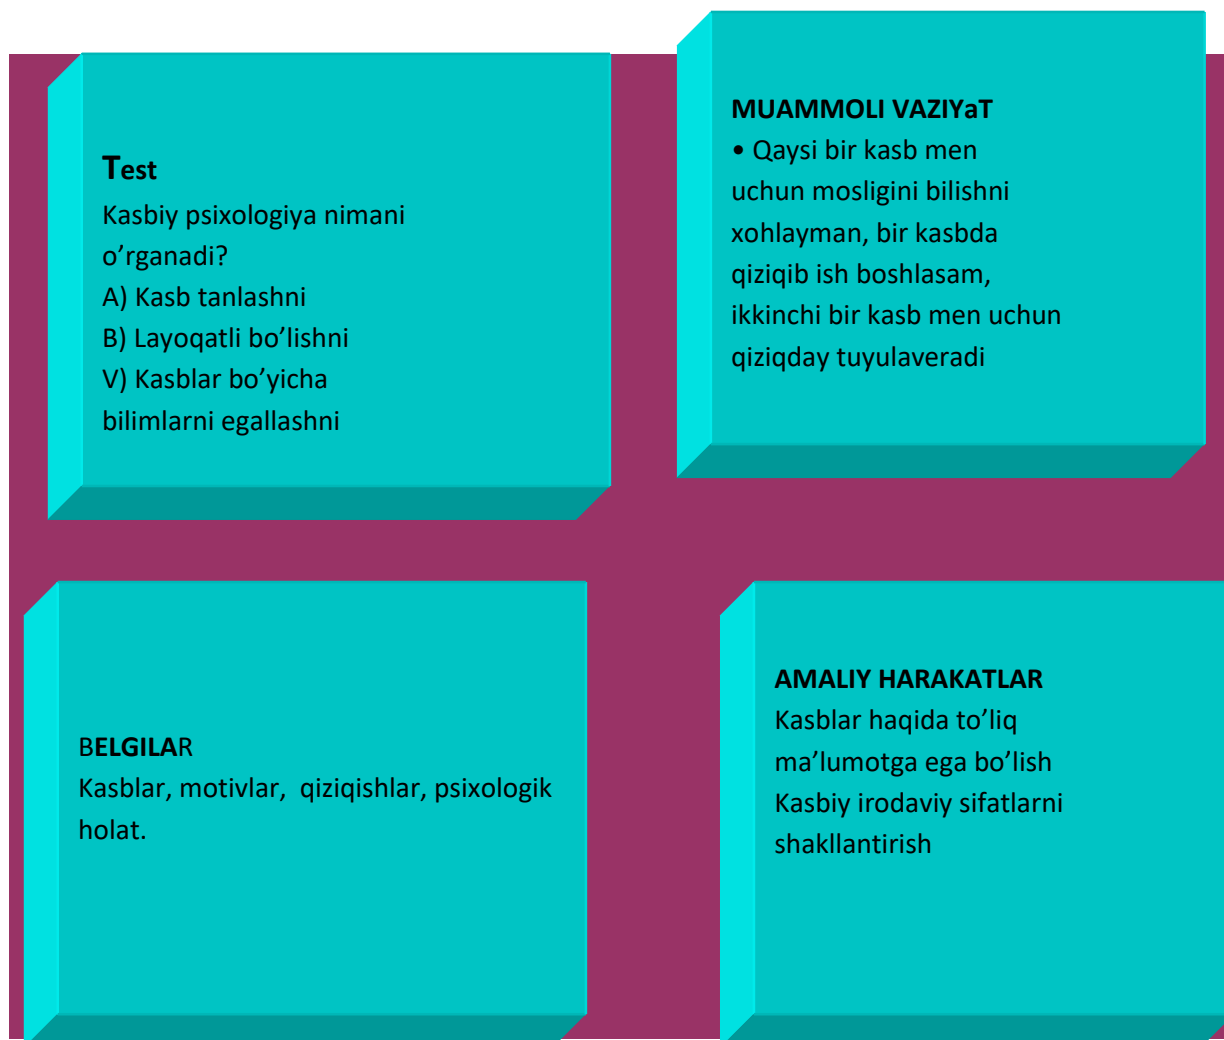 Test
Kasbiy psixologiya nimani
o’rganadi?
A) Kasb tanlashni
B) Layoqatli bo’lishni
V) Kasblar bo’yicha
bilimlarni egallashni
MUAMMOLI VAZIYaT
• Qaysi bir kasb men
uchun mosligini bilishni
xohlayman, bir kasbda
qiziqib ish boshlasam,
ikkinchi bir kasb men uchun
qiziqday tuyulaveradi
BELGILAR
Kasblar, motivlar, qiziqishlar, psixologik
holat.
AMALIY HARAKATLAR
Kasblar haqida to’liq
ma’lumotga ega bo’lish
Kasbiy irodaviy sifatlarni
shakllantirish